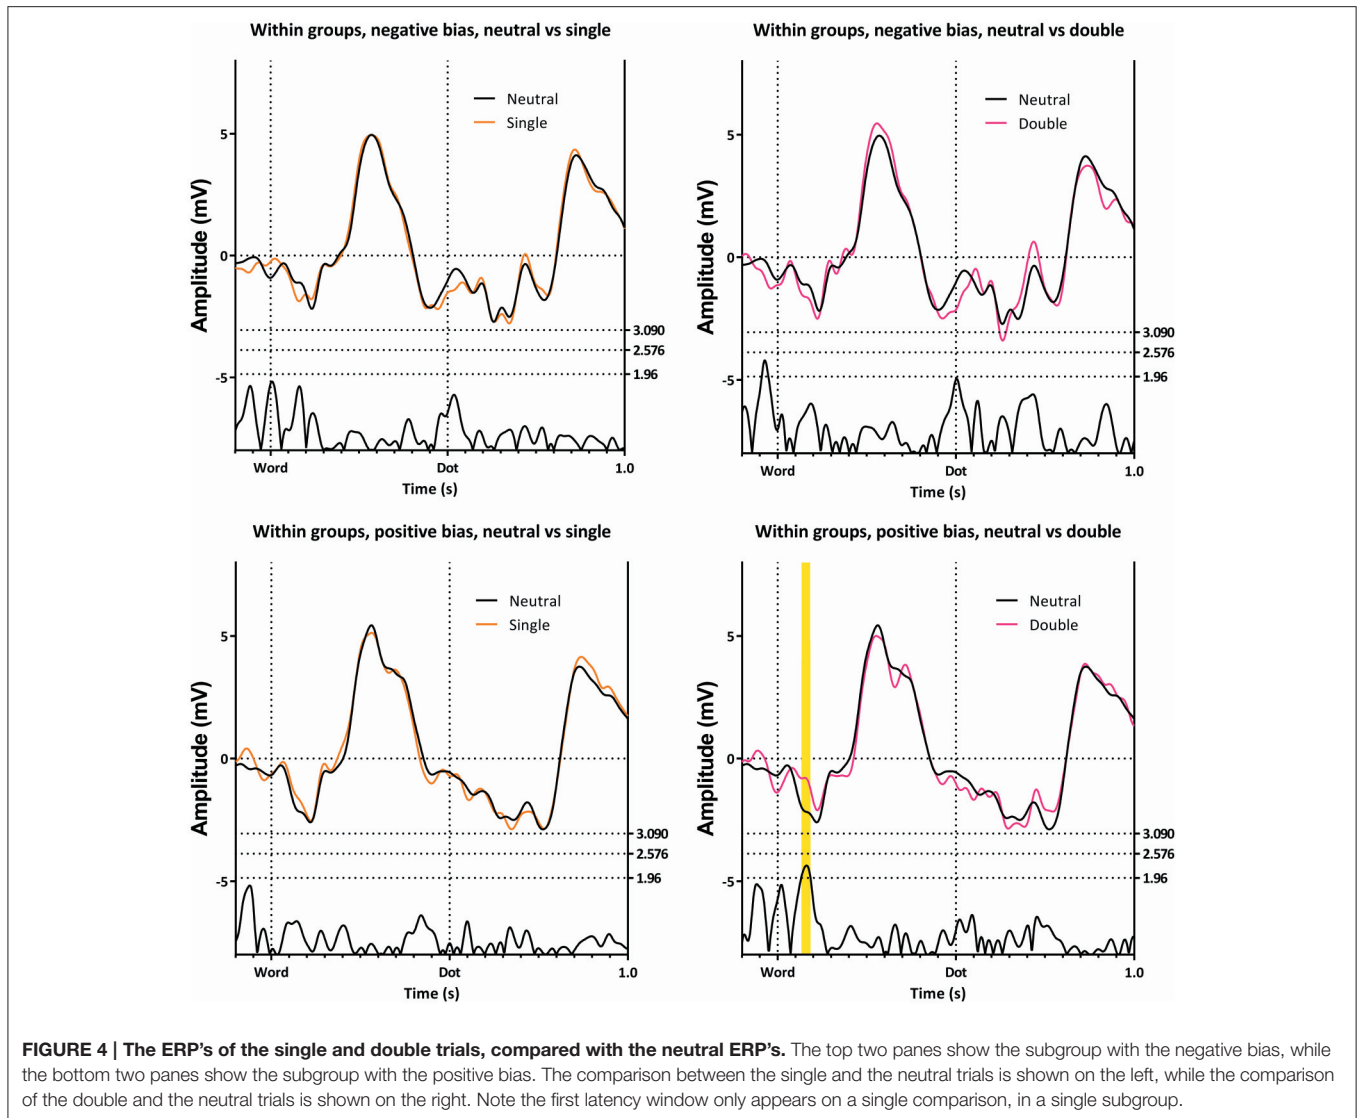 Within groups, negative bias, neutral vs single
Neutral
Single
Amplitude (mV)
5
0
-5
3.090
2.576
1.96
Word
Dot
1.0
Time (s)
Within groups, negative bias, neutral vs double
Neutral
Double
Amplitude (mV)
5
0
-5
3.090
2.576
1.96
Word
Dot
1.0
Time (s)
Within groups, positive bias, neutral vs single
Neutral
Single
Amplitude (mV)
5
0
-5
3.090
2.576
1.96
Word
Dot
1.0
Time (s)
Within groups, positive bias, neutral vs double
Neutral
Double
Amplitude (mV)
5
0
-5
3.090
2.576
1.96
Word
Dot
1.0
Time (s)
FIGURE 4 | The ERP's of the single and double trials, compared with the neutral ERP's. The top two panes show the subgroup with the negative bias, while
the bottom two panes show the subgroup with the positive bias. The comparison between the single and the neutral trials is shown on the left, while the comparison
of the double and the neutral trials is shown on the right. Note the first latency window only appears on a single comparison, in a single subgroup.